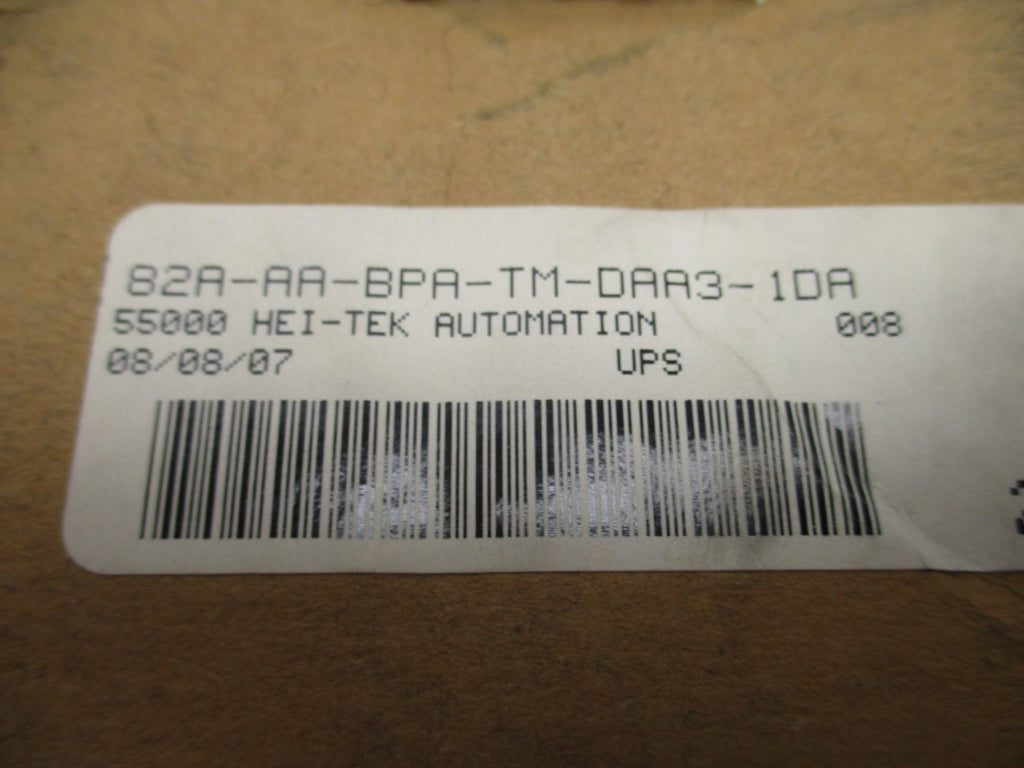 82A-AA-BPA-TM-DAA3-1DA
55000 HEI-TEK AUTOMATION 008
08/08/07 UPS